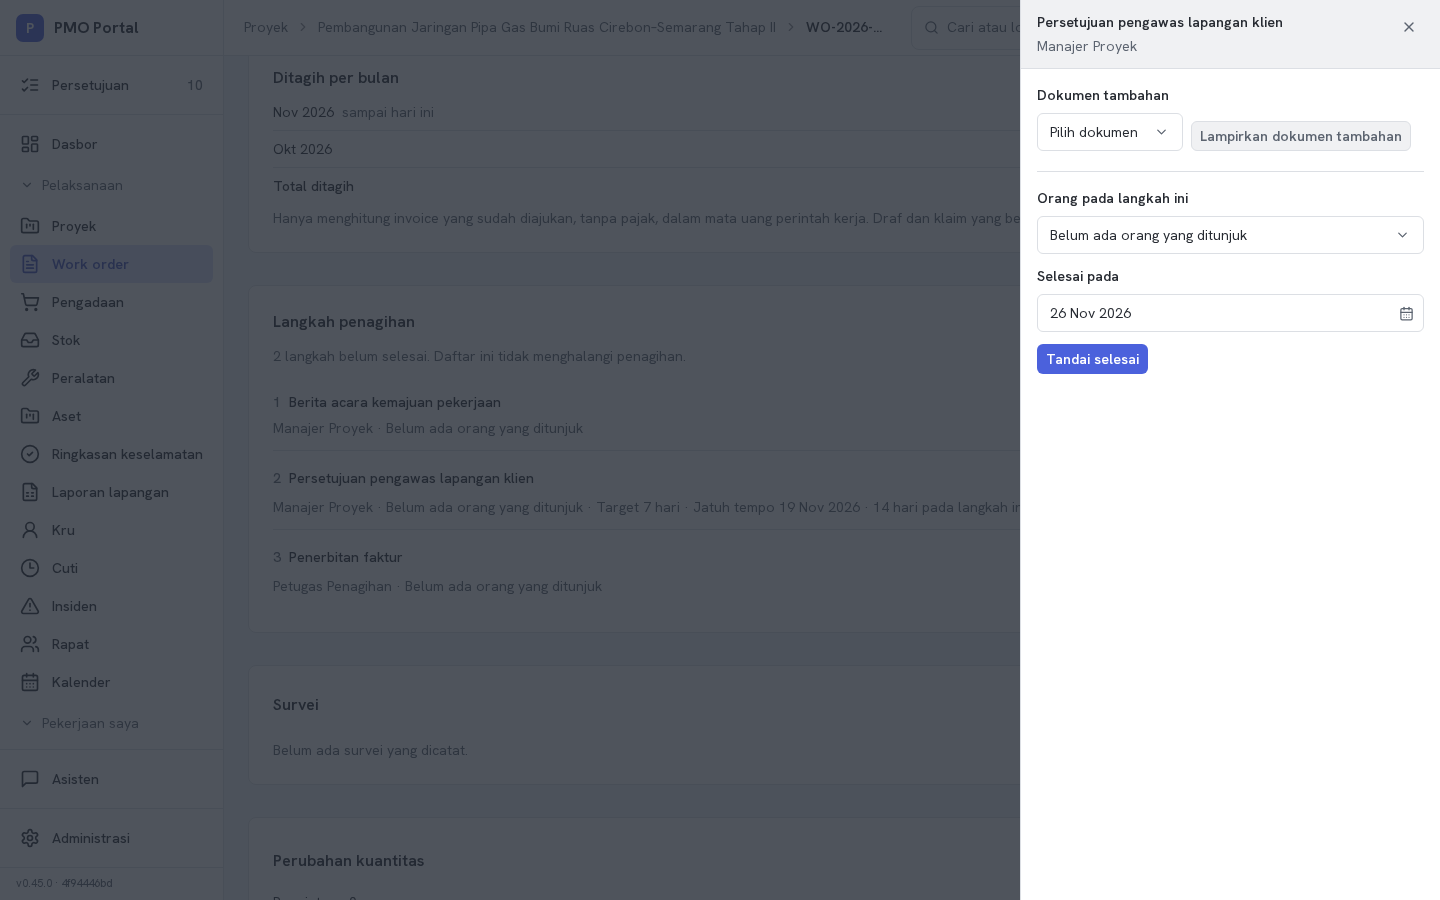 P PMO Portal
Persetujuan 10
Dasbor
Pelaksanaan
Proyek
Work order
Pengadaan
Stok
Peralatan
Aset
Ringkasan keselamatan
Laporan lapangan
Kru
Cuti
Insiden
Rapat
Kalender
Pekerjaan saya
Asisten
Administrasi
v0.45.0 · 4f94446bd
Proyek > Pembangunan Jaringan Pipa Gas Bumi Ruas Cirebon–Semarang Tahap II > WO-2026-...
Cari atau lo
Ditagih per bulan
Nov 2026 sampai hari ini
Okt 2026
Total ditagih
Hanya menghitung invoice yang sudah diajukan, tanpa pajak, dalam mata uang perintah kerja. Draf dan klaim yang be
Langkah penagihan
2 langkah belum selesai. Daftar ini tidak menghalangi penagihan.
1 Berita acara kemajuan pekerjaan
Manajer Proyek · Belum ada orang yang ditunjuk
2 Persetujuan pengawas lapangan klien
Manajer Proyek · Belum ada orang yang ditunjuk · Target 7 hari · Jatuh tempo 19 Nov 2026 · 14 hari pada langkah in
3 Penerbitan faktur
Petugas Penagihan · Belum ada orang yang ditunjuk
Survei
Belum ada survei yang dicatat.
Perubahan kuantitas
Persetujuan pengawas lapangan klien
Manajer Proyek
Dokumen tambahan
Pilih dokumen
Lampirkan dokumen tambahan
Orang pada langkah ini
Belum ada orang yang ditunjuk
Selesai pada
26 Nov 2026
Tandai selesai